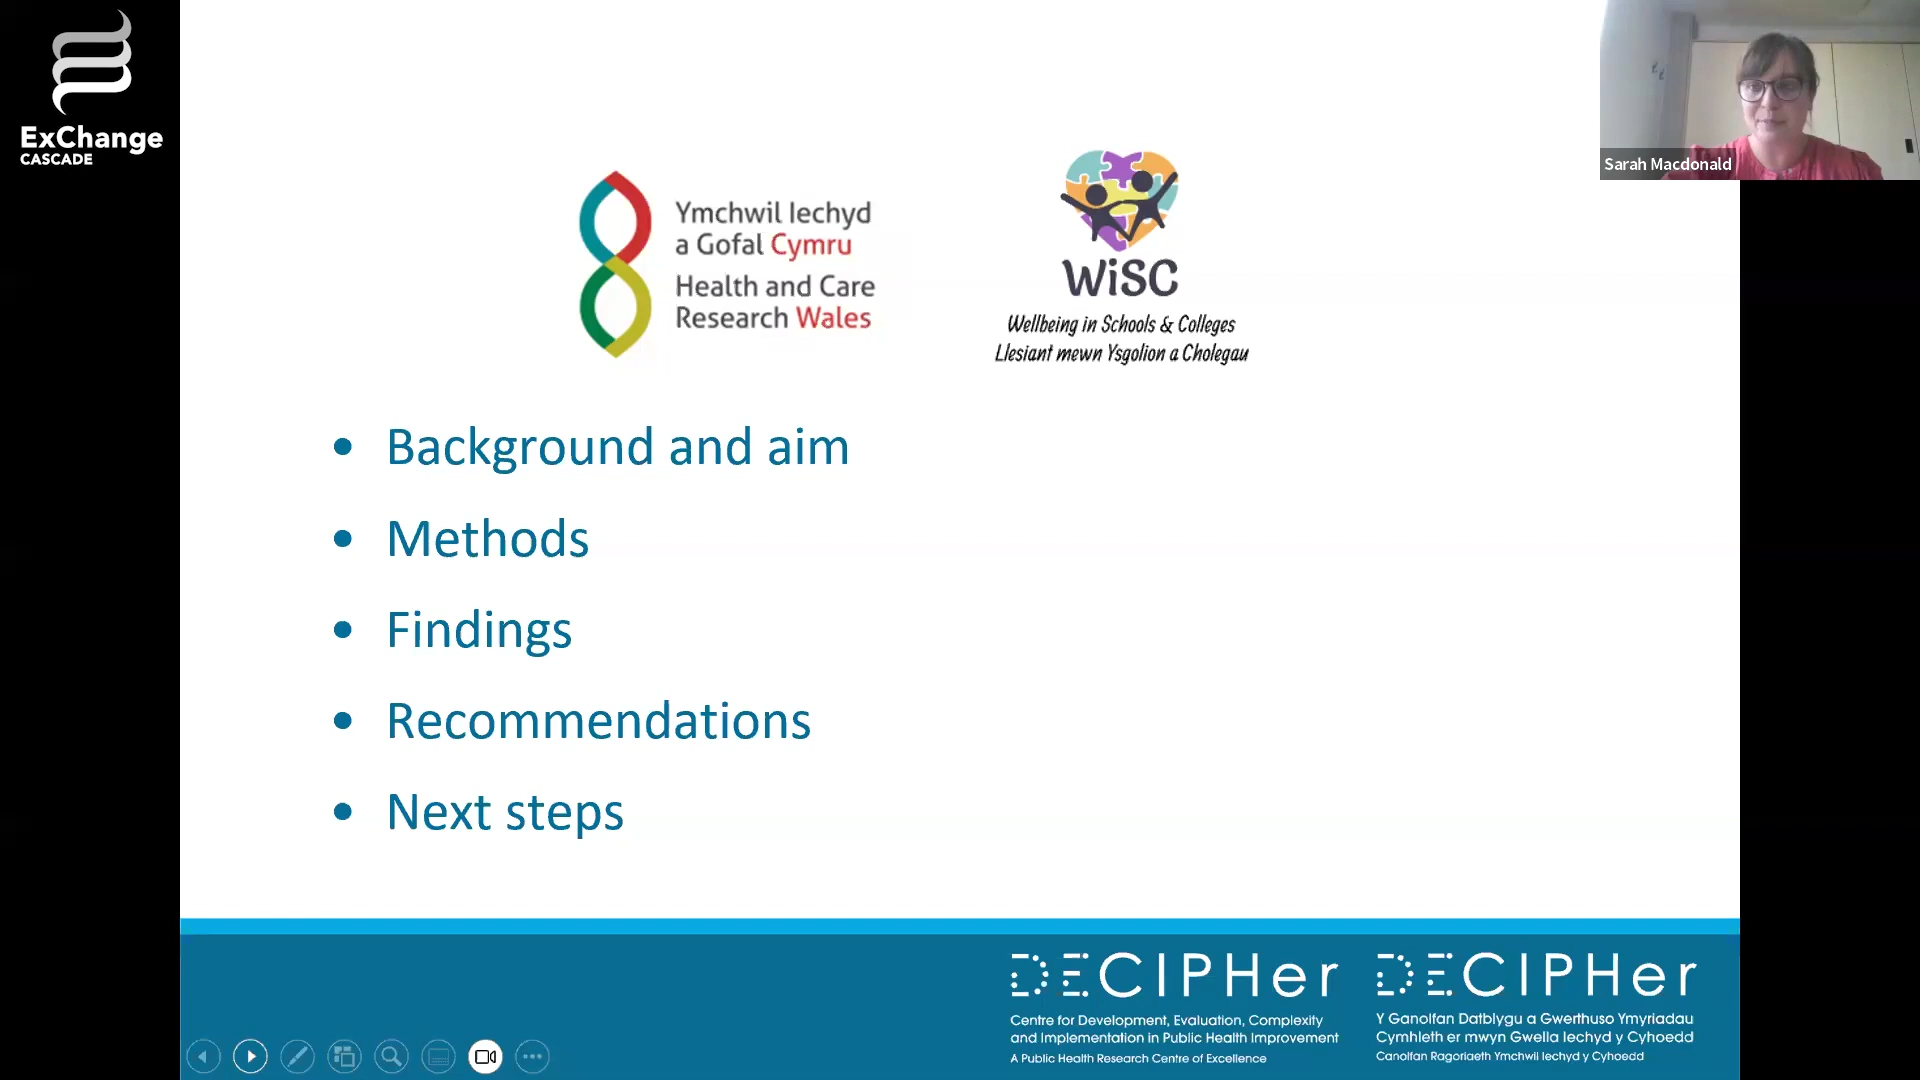 ExChange
CASCADE
Ymchwil Iechyd
a Gofal Cymru
Health and Care
Research Wales
WiSC
Wellbeing in Schools & Colleges
Llesiant mewn Ysgolion a Cholegau
Sarah Macdonald
• Background and aim
• Methods
• Findings
• Recommendations
• Next steps
DECIPHer
Centre for Development, Evaluation, Complexity
and Implementation in Public Health Improvement
A Public Health Research Centre of Excellence
DECIPHer
Y Ganolfan Datblygu a Gwerthuso Ymyriadau
Cymhleth er mwyn Gwella Iechyd y Cyhoedd
Canolfan Ragoriaeth Ymchwil Iechyd y Cyhoedd